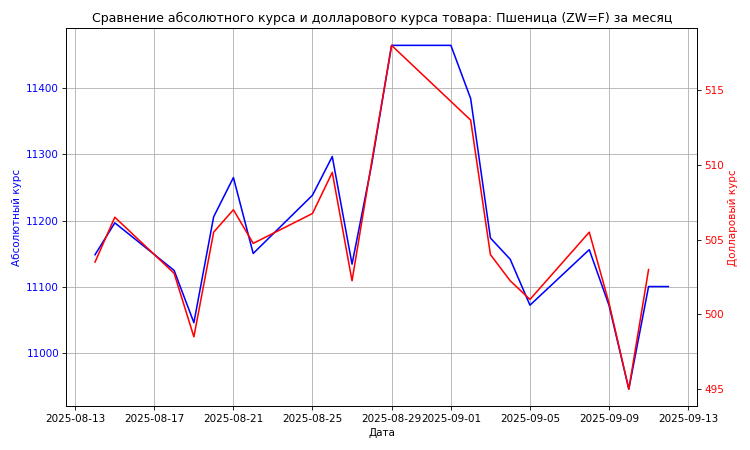 Сравнение абсолютного курса и долларового курса товара: Пшеница (ZW=F) за месяц
Абсолютный курс
11400
11300
11200
11100
11000
515
510
505
500
495
Долларовый курс
2025-08-13 2025-08-17 2025-08-21 2025-08-25 2025-08-29 2025-09-01 2025-09-05 2025-09-09 2025-09-13
Дата